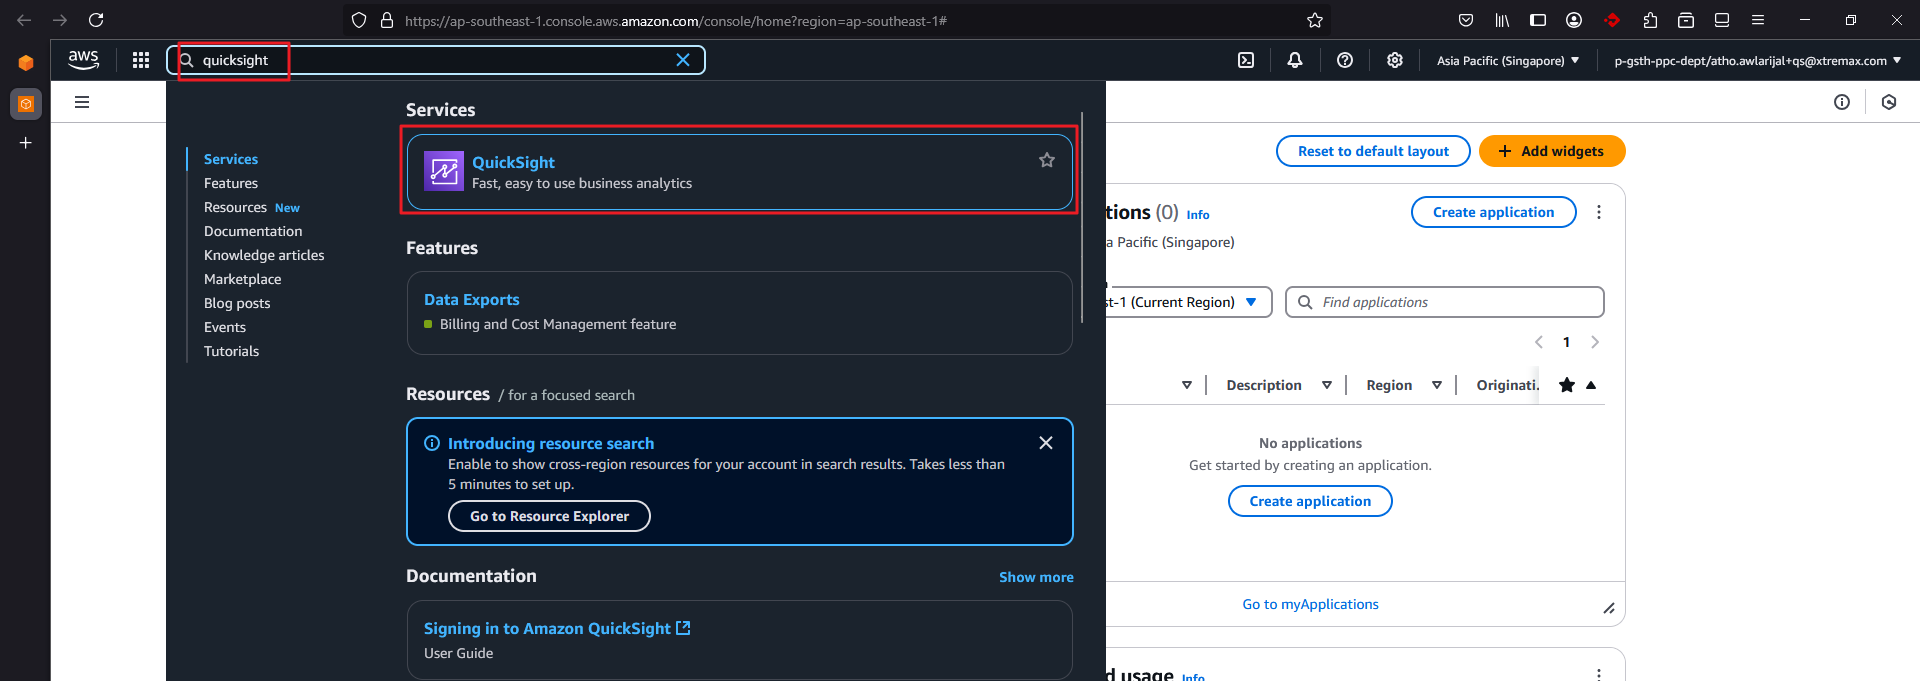 https://ap-southeast-1.console.aws.amazon.com/console/home?region=ap-southeast-1#
aws
quicksight
Asia Pacific (Singapore)
p-gsth-ppc-dept/atho.awlarijal+qs@xtremax.com
Services
Features
Resources New
Documentation
Knowledge articles
Marketplace
Blog posts
Events
Tutorials
Services
QuickSight
Fast, easy to use business analytics
Features
Data Exports
Billing and Cost Management feature
Resources / for a focused search
Introducing resource search
Enable to show cross-region resources for your account in search results. Takes less than
5 minutes to set up.
Go to Resource Explorer
Documentation
Show more
Signing in to Amazon QuickSight
User Guide
Reset to default layout
+ Add widgets
tions (0) Info
Create application
a Pacific (Singapore)
st-1 (Current Region)
Find applications
1
Description
Region
Originati.
No applications
Get started by creating an application.
Create application
Go to myApplications
d usage Info